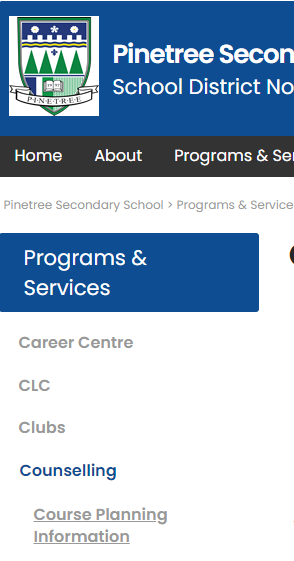 PINETREE
Pinetree Secon
School District No
Home About Programs & Ser
Pinetree Secondary School > Programs & Service
Programs &
Services
Career Centre
CLC
Clubs
Counselling
Course Planning
Information